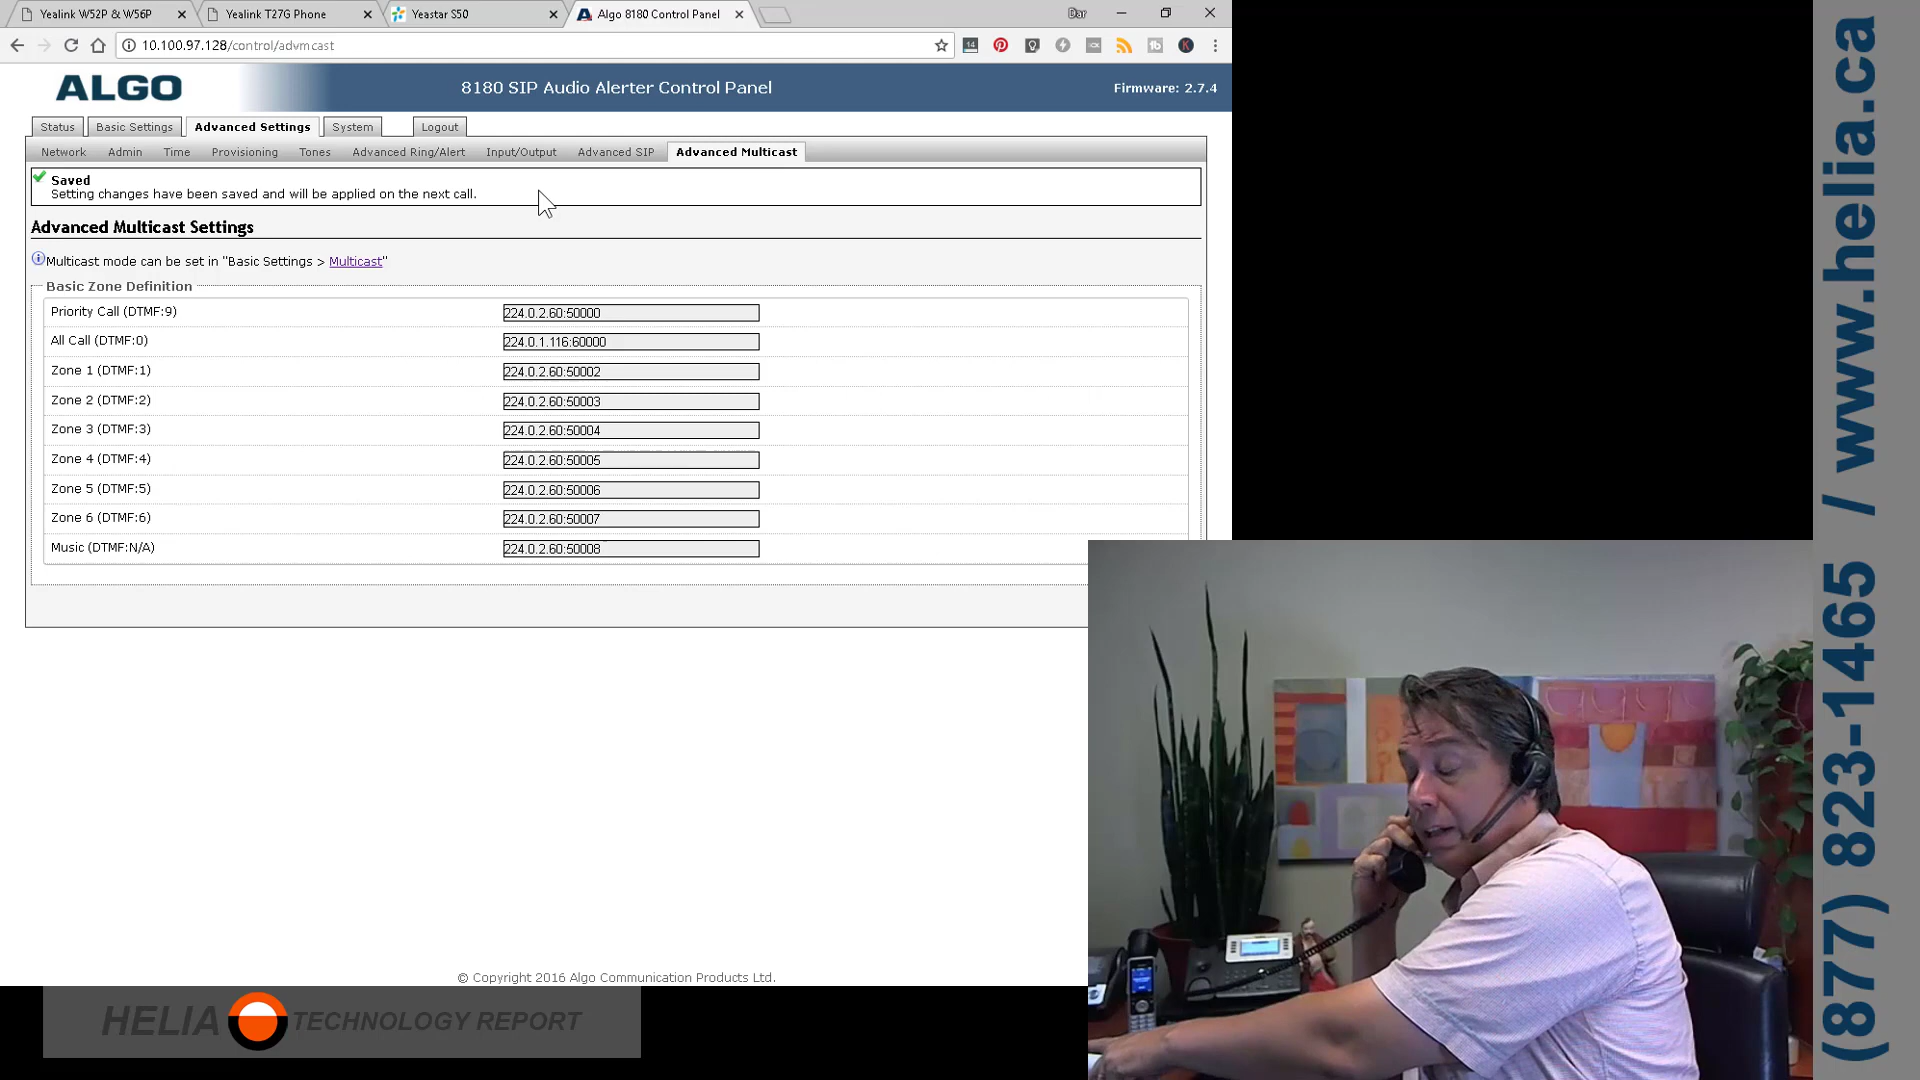 Yealink W52P & W56P
Yealink T27G Phone
Yeastar S50
Algo 8180 Control Panel
Dar
10.100.97.128/control/advmcast
14
K
ALGO
8180 SIP Audio Alerter Control Panel
Firmware: 2.7.4
Status
Basic Settings
Advanced Settings
System
Logout
Network
Admin
Time
Provisioning
Tones
Advanced Ring/Alert
Input/Output
Advanced SIP
Advanced Multicast
Saved
Setting changes have been saved and will be applied on the next call.
Advanced Multicast Settings
Multicast mode can be set in "Basic Settings > Multicast"
Basic Zone Definition
Priority Call (DTMF:9) 224.0.2.60:50000
All Call (DTMF:0) 224.0.1.116:60000
Zone 1 (DTMF:1) 224.0.2.60:50002
Zone 2 (DTMF:2) 224.0.2.60:50003
Zone 3 (DTMF:3) 224.0.2.60:50004
Zone 4 (DTMF:4) 224.0.2.60:50005
Zone 5 (DTMF:5) 224.0.2.60:50006
Zone 6 (DTMF:6) 224.0.2.60:50007
Music (DTMF:N/A) 224.0.2.60:50008
© Copyright 2016 Algo Communication Products Ltd.
HELIA TECHNOLOGY REPORT
(877) 823-1465 / www.helia.ca